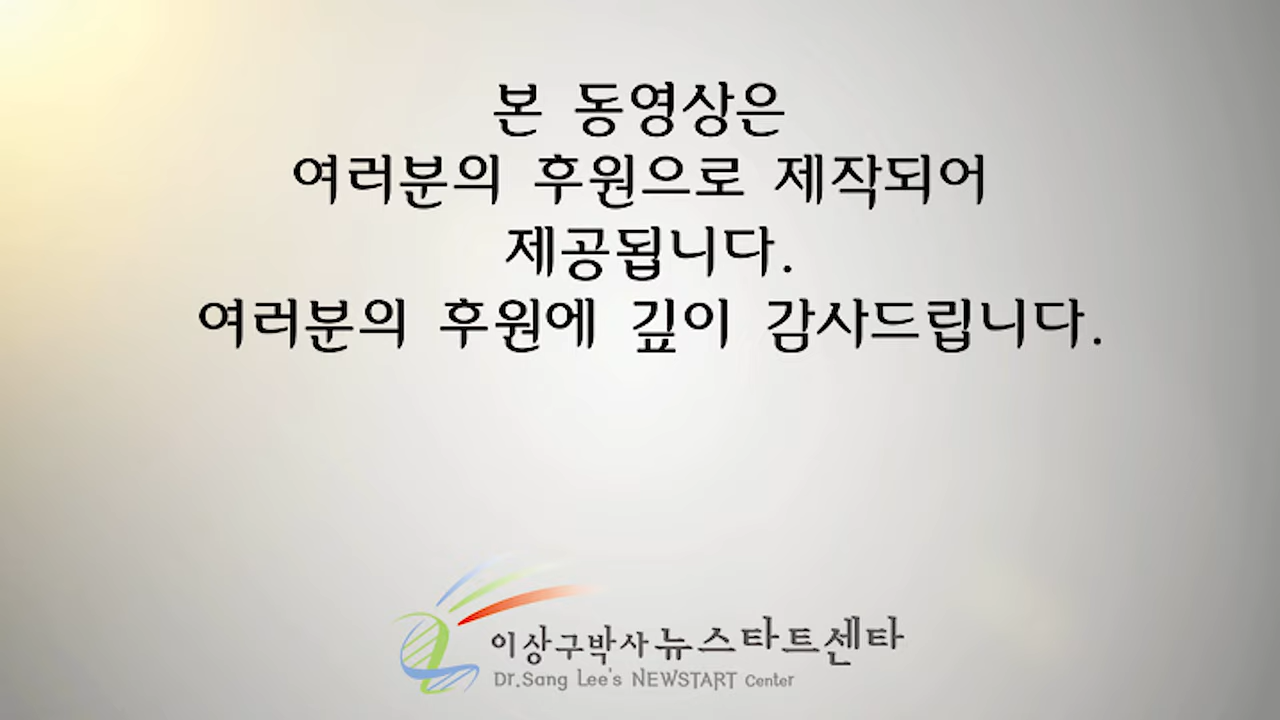 본 동영상은
여러분의 후원으로 제작되어
제공됩니다.
여러분의 후원에 깊이 감사드립니다.
이상구박사 뉴스타트센타
Dr.Sang Lee's NEWSTART Center